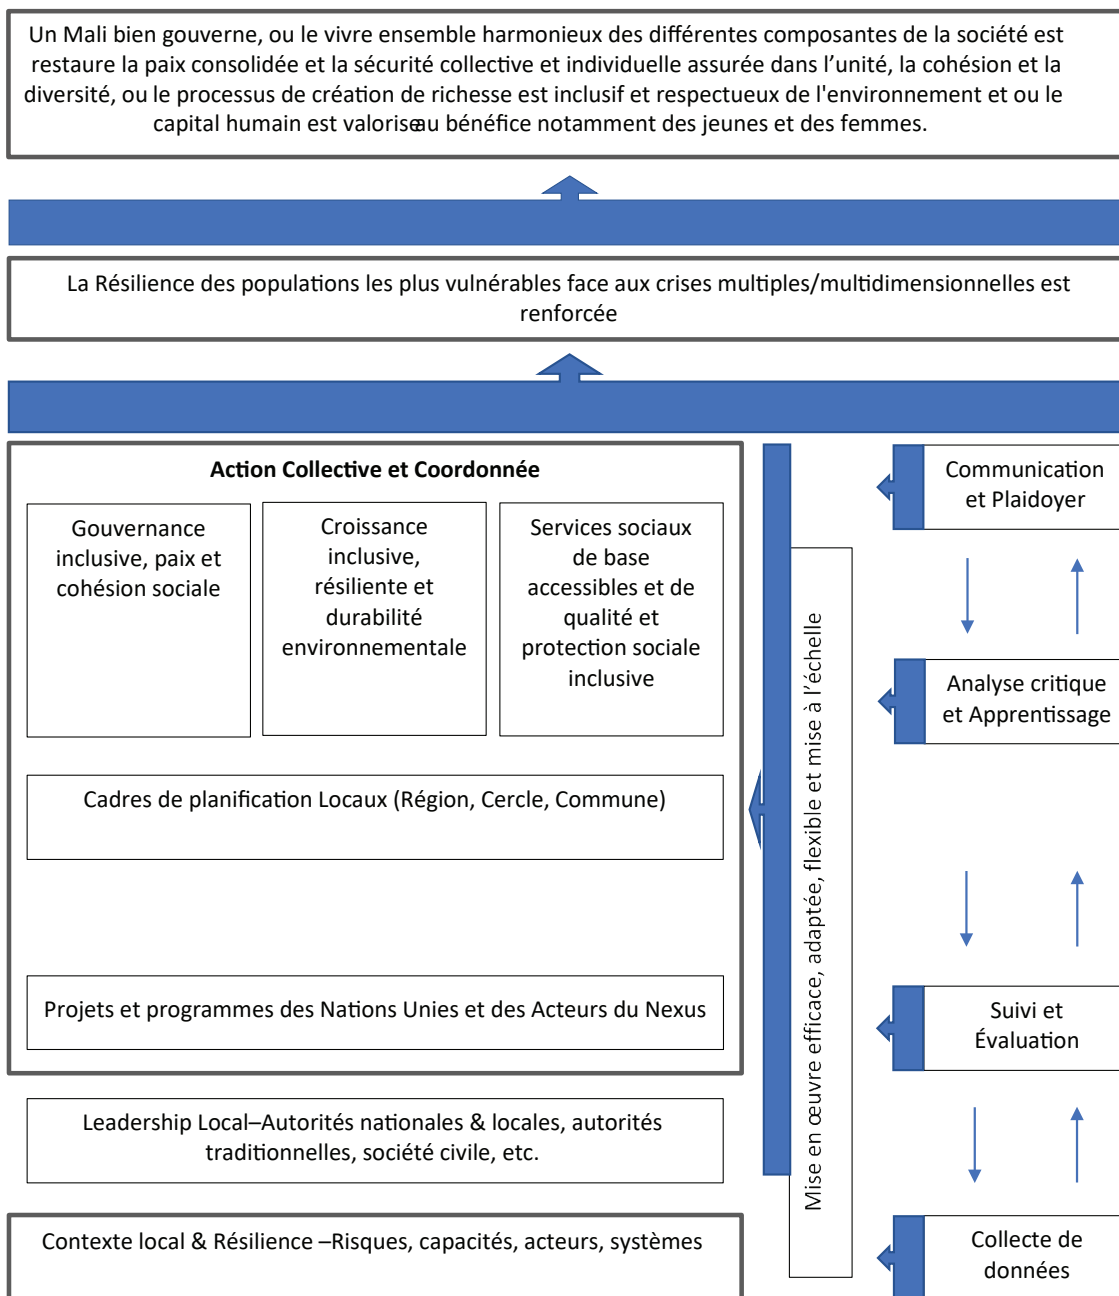 Un Mali bien gouverne, ou le vivre ensemble harmonieux des différentes composantes de la société est
restaure la paix consolidée et la sécurité collective et individuelle assurée dans l’unité, la cohésion et la
diversité, ou le processus de création de richesse est inclusif et respectueux de l'environnement et ou le
capital humain est valorise au bénéfice notamment des jeunes et des femmes.
La Résilience des populations les plus vulnérables face aux crises multiples/multidimensionnelles est
renforcée
Action Collective et Coordonnée
Gouvernance
inclusive, paix et
cohésion sociale
Croissance
inclusive,
résiliente et
durabilité
environnementale
Services sociaux
de base
accessibles et de
qualité et
protection sociale
inclusive
Cadres de planification Locaux (Région, Cercle, Commune)
Projets et programmes des Nations Unies et des Acteurs du Nexus
Leadership Local–Autorités nationales & locales, autorités
traditionnelles, société civile, etc.
Contexte local & Résilience –Risques, capacités, acteurs, systèmes
Mise en œuvre efficace, adaptée, flexible et mise à l’échelle
Communication
et Plaidoyer
Analyse critique
et Apprentissage
Suivi et
Évaluation
Collecte de
données